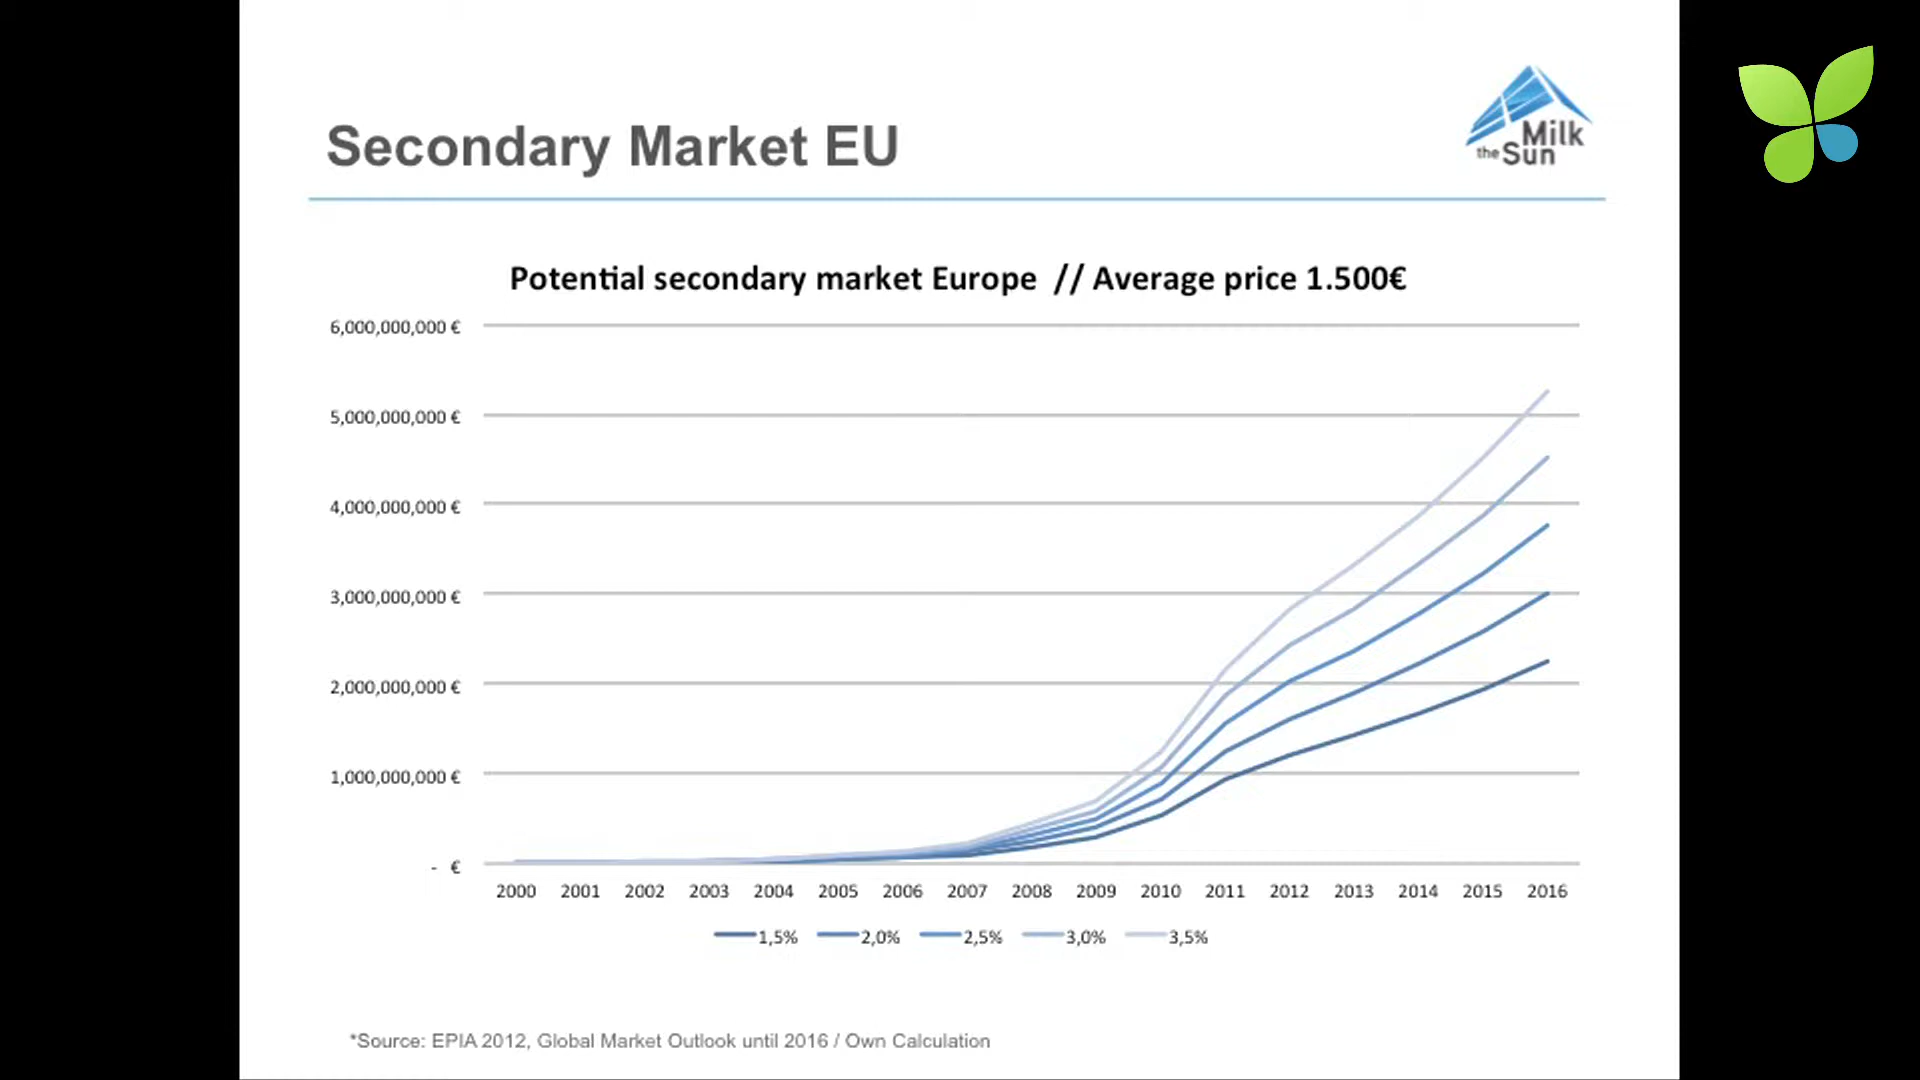 Secondary Market EU
Milk
the Sun
Potential secondary market Europe // Average price 1.500€
6,000,000,000 €
5,000,000,000 €
4,000,000,000 €
3,000,000,000 €
2,000,000,000 €
1,000,000,000 €
- €
2000 2001 2002 2003 2004 2005 2006 2007 2008 2009 2010 2011 2012 2013 2014 2015 2016
1,5% 2,0% 2,5% 3,0% 3,5%
*Source: EPIA 2012, Global Market Outlook until 2016 / Own Calculation